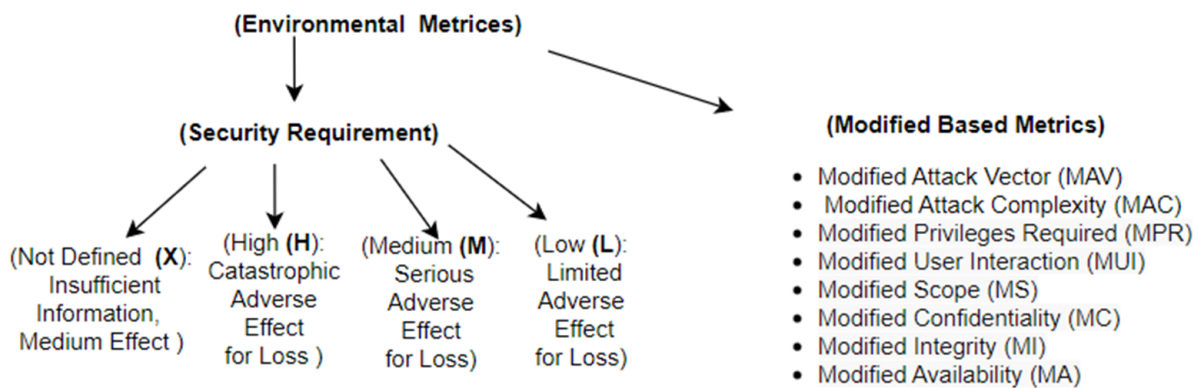 (Environmental Metrices)
(Security Requirement)
(Not Defined (X):
Insufficient
Information,
Medium Effect )
(High (H):
Catastrophic
Adverse
Effect
for Loss )
(Medium (M):
Serious
Adverse
Effect
for Loss)
(Low (L):
Limited
Adverse
Effect
for Loss)
(Modified Based Metrics)
• Modified Attack Vector (MAV)
• Modified Attack Complexity (MAC)
• Modified Privileges Required (MPR)
• Modified User Interaction (MUI)
• Modified Scope (MS)
• Modified Confidentiality (MC)
• Modified Integrity (MI)
• Modified Availability (MA)